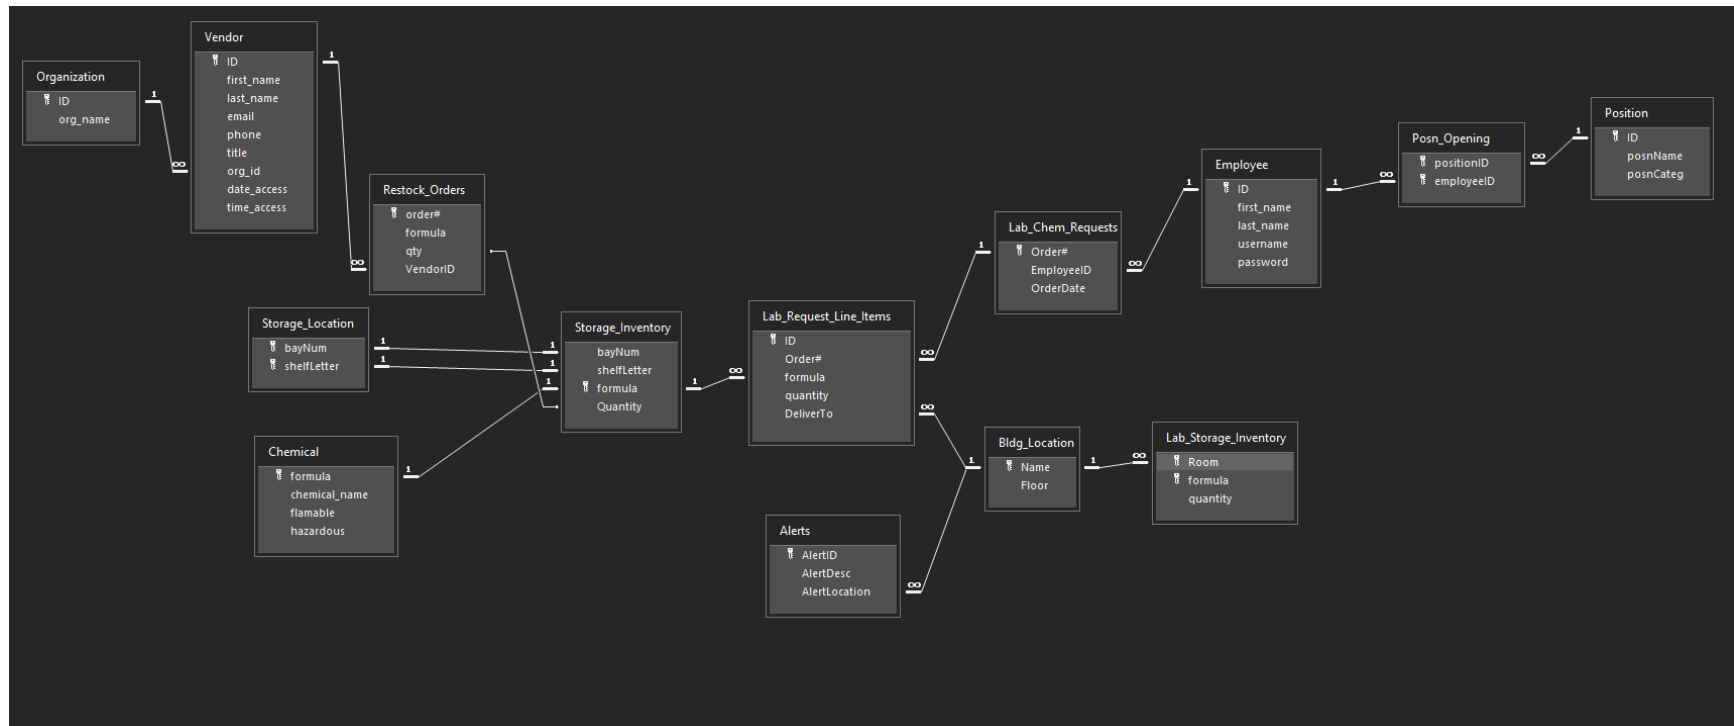 Organization
ID
org_name
Vendor
ID
first_name
last_name
email
phone
title
org_id
date_access
time_access
Restock_Orders
order#
formula
qty
VendorID
Storage_Location
bayNum
shelfLetter
Chemical
formula
chemical_name
flamable
hazardous
Storage_Inventory
bayNum
shelfLetter
formula
Quantity
Lab_Request_Line_Items
ID
Order#
formula
quantity
DeliverTo
Alerts
AlertID
AlertDesc
AlertLocation
Lab_Chem_Requests
Order#
EmployeeID
OrderDate
Bldg_Location
Name
Floor
Lab_Storage_Inventory
Room
formula
quantity
Employee
ID
first_name
last_name
username
password
Posn_Opening
positionID
employeeID
Position
ID
posnName
posnCateg
1
∞
1
∞
1
1
1
1
1
1
1
∞
1
∞
1
∞
1
∞
∞
1
∞
1
∞
1
∞
1
∞